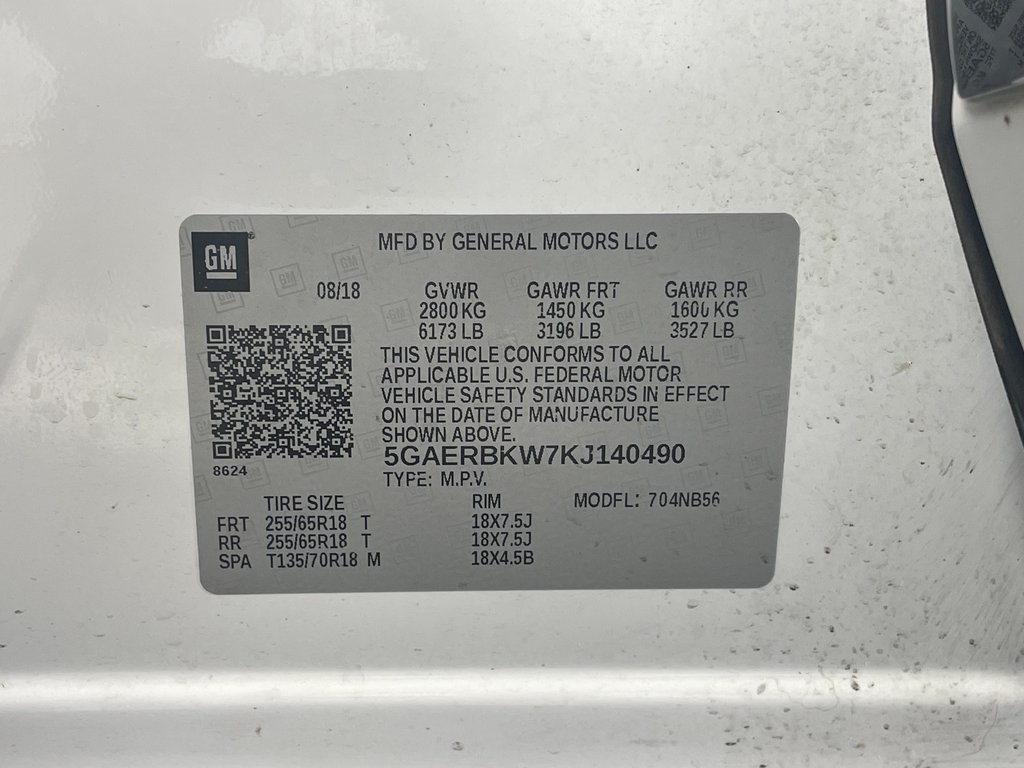 GM
MFD BY GENERAL MOTORS LLC
08/18 GVWR GAWR FRT GAWR RR
2800 KG 1450 KG 1600 KG
6173 LB 3196 LB 3527 LB
THIS VEHICLE CONFORMS TO ALL
APPLICABLE U.S. FEDERAL MOTOR
VEHICLE SAFETY STANDARDS IN EFFECT
ON THE DATE OF MANUFACTURE
SHOWN ABOVE.
8624
5GAERBKW7KJ140490
TYPE: M.P.V.
TIRE SIZE RIM MODEL: 704NB56
FRT 255/65R18 T 18X7.5J
RR 255/65R18 T 18X7.5J
SPA T135/70R18 M 18X4.5B